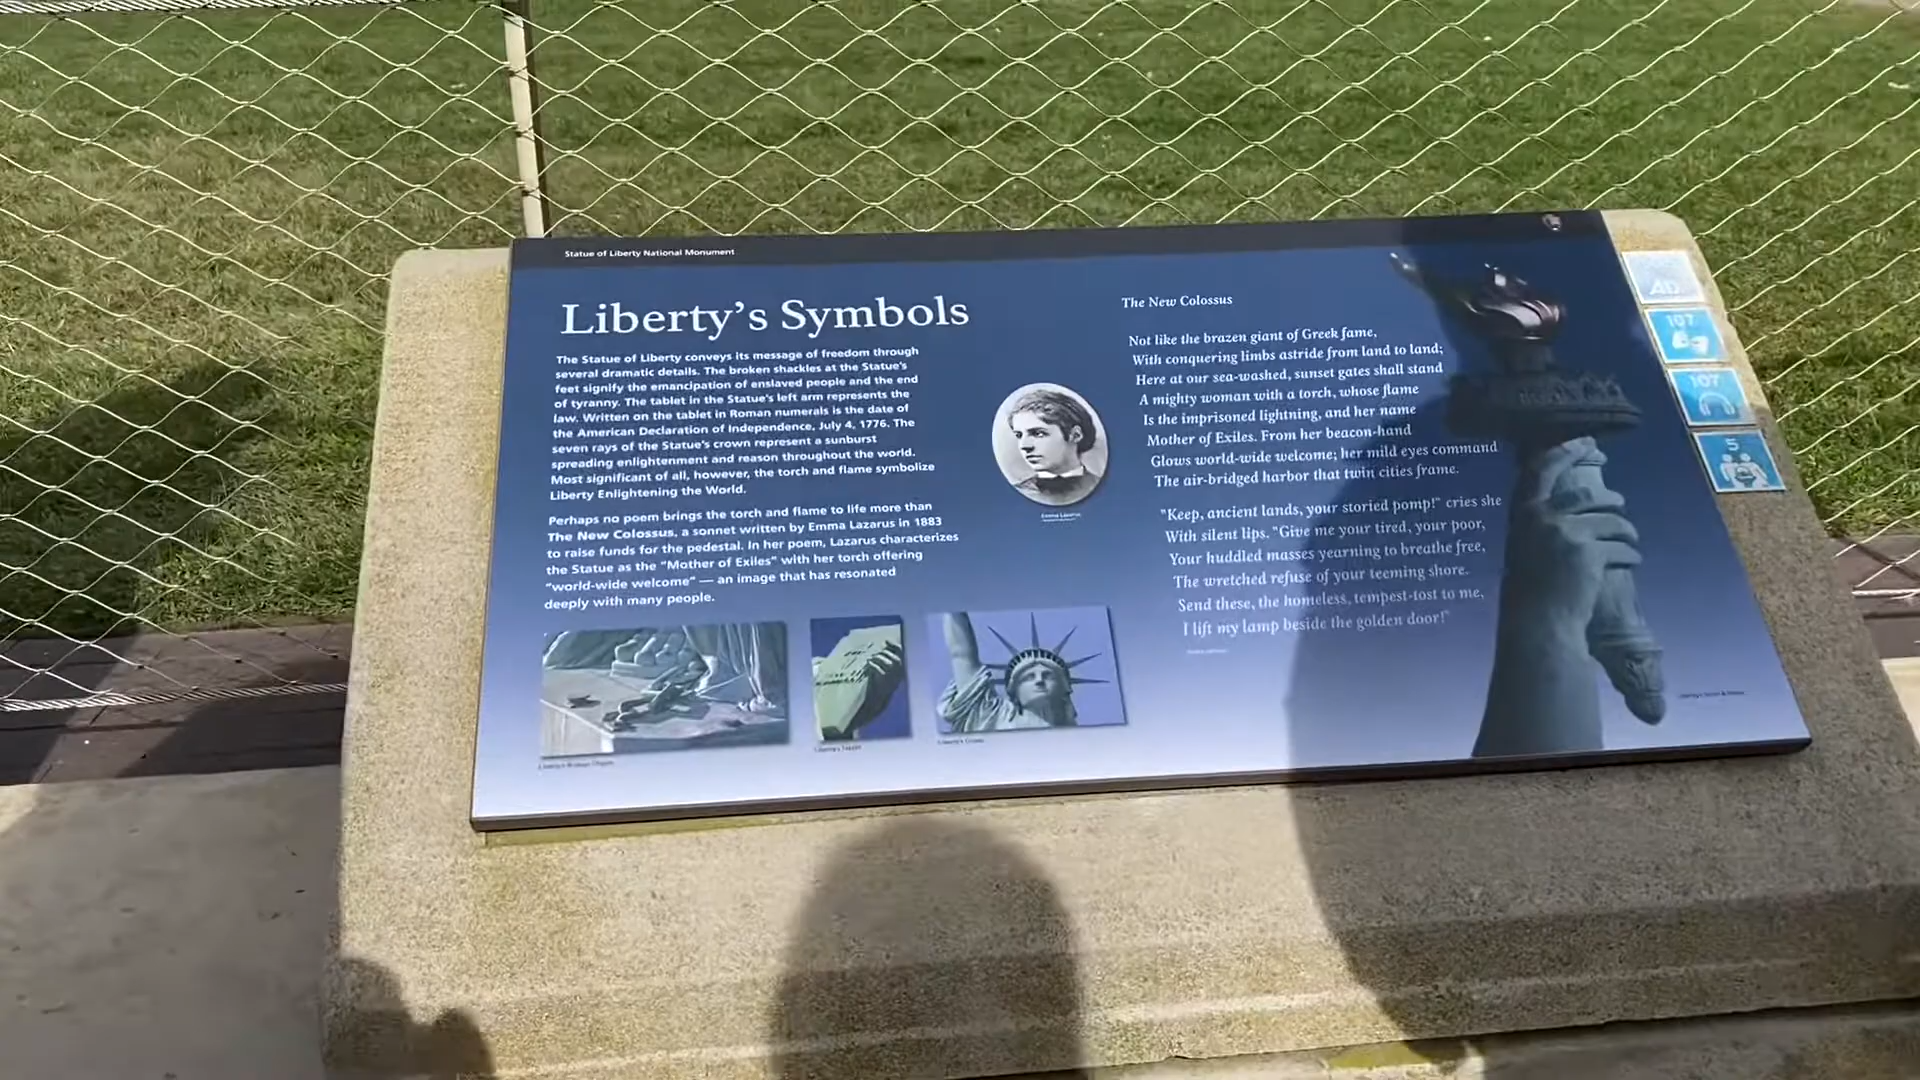 Statue of Liberty National Monument
Liberty's Symbols
The Statue of Liberty conveys its message of freedom through
several dramatic details. The broken shackles at the Statue's
feet signify the emancipation of enslaved people and the end
of tyranny. The tablet in the Statue's left arm represents the
law. Written on the tablet in Roman numerals is the date of
the American Declaration of Independence, July 4, 1776. The
seven rays of the Statue's crown represent a sunburst
spreading enlightenment and reason throughout the world.
Most significant of all, however, the torch and flame symbolize
Liberty Enlightening the World.
Perhaps no poem brings the torch and flame to life more than
The New Colossus, a sonnet written by Emma Lazarus in 1883
to raise funds for the pedestal. In her poem, Lazarus characterizes
the Statue as the "Mother of Exiles" with her torch offering
"world-wide welcome" — an image that has resonated
deeply with many people.
Liberty's Broken Chains
Liberty's Tablet
Liberty's Crown
Emma Lazarus
The New Colossus
Not like the brazen giant of Greek fame,
With conquering limbs astride from land to land;
Here at our sea-washed, sunset gates shall stand
A mighty woman with a torch, whose flame
Is the imprisoned lightning, and her name
Mother of Exiles. From her beacon-hand
Glows world-wide welcome; her mild eyes command
The air-bridged harbor that twin cities frame.
"Keep, ancient lands, your storied pomp!" cries she
With silent lips. "Give me your tired, your poor,
Your huddled masses yearning to breathe free,
The wretched refuse of your teeming shore.
Send these, the homeless, tempest-tost to me,
I lift my lamp beside the golden door!"
AD
107
107
5